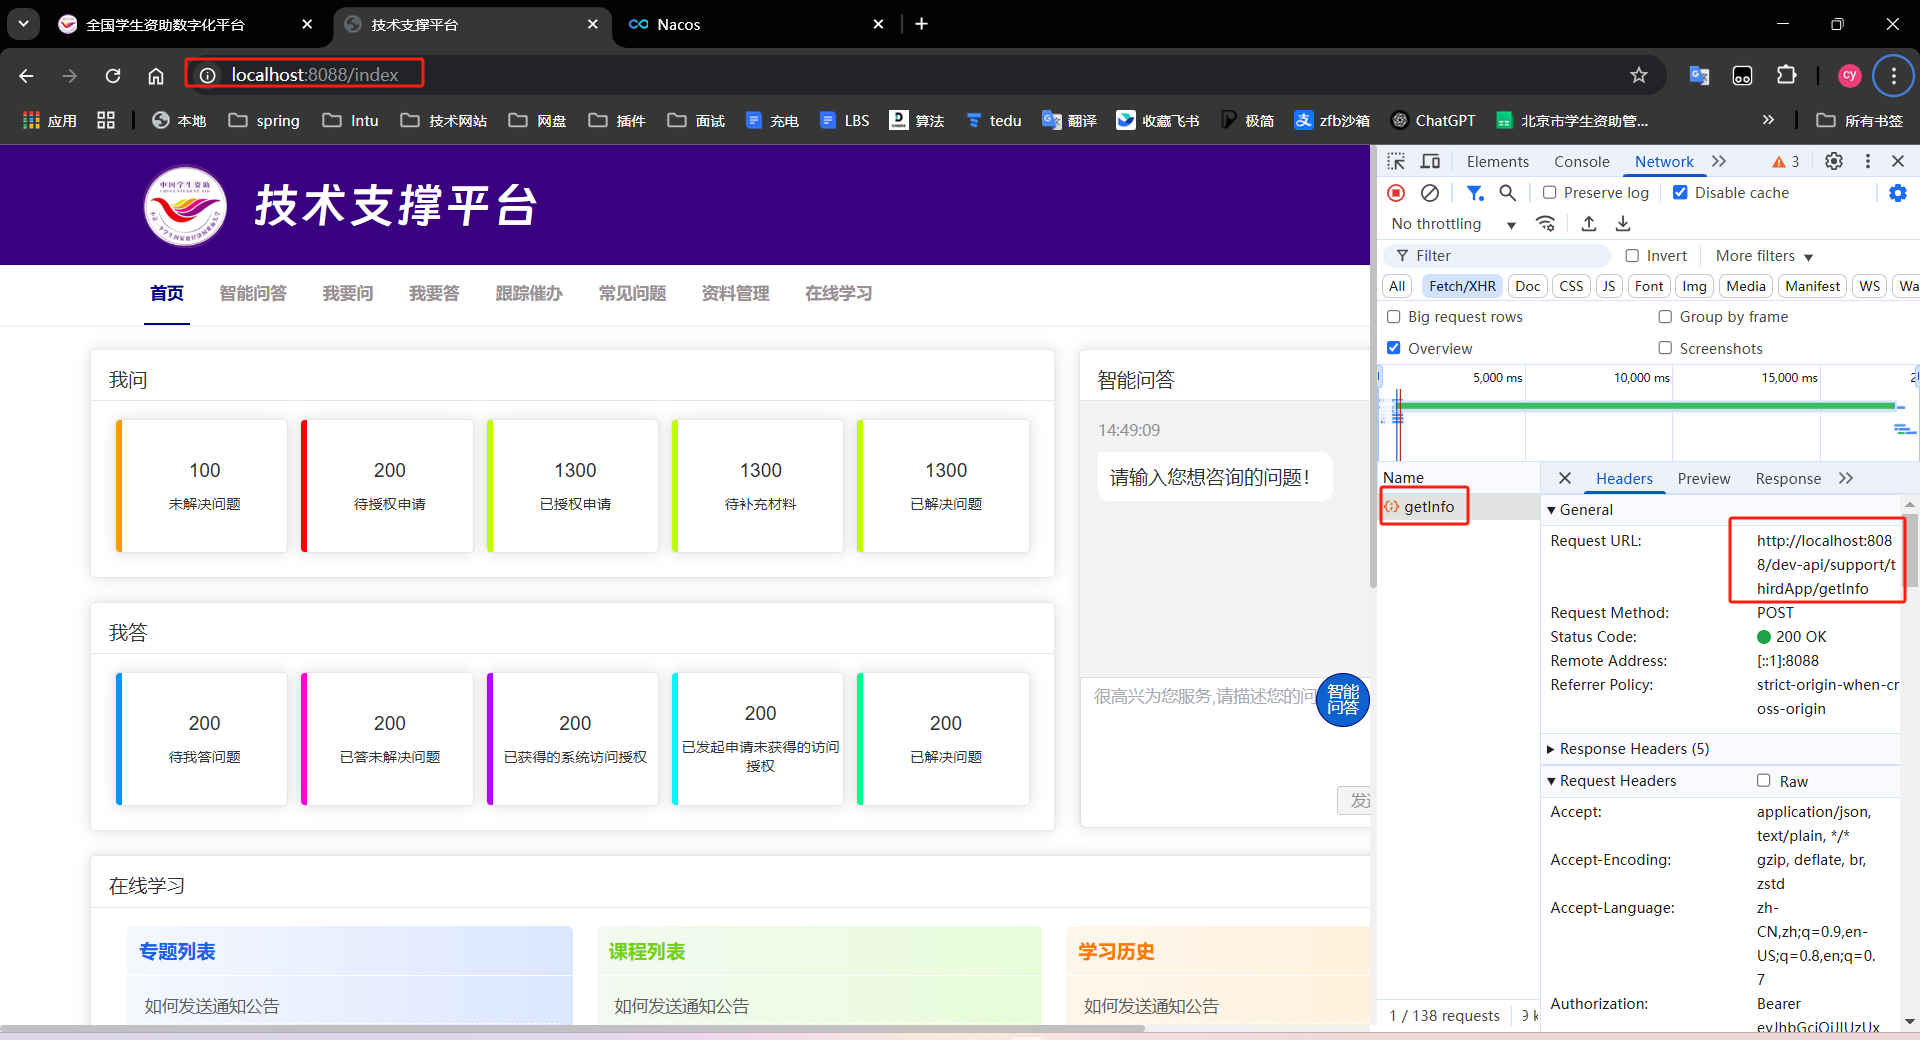 全国学生资助数字化平台
技术支撑平台
Nacos
localhost:8088/index
cy
应用
本地
spring
Intu
技术网站
网盘
插件
面试
充电
LBS
算法
tedu
翻译
收藏飞书
极简
zfb沙箱
ChatGPT
北京市学生资助管...
所有书签
中国学生资助
CHINA STUDENT AID
技术支撑平台
首页
智能问答
我要问
我要答
跟踪催办
常见问题
资料管理
在线学习
我问
100
未解决问题
200
待授权申请
1300
已授权申请
1300
待补充材料
1300
已解决问题
智能问答
14:49:09
请输入您想咨询的问题！
很高兴为您服务,请描述您的问
智能
问答
发送
我答
200
待我答问题
200
已答未解决问题
200
已获得的系统访问授权
200
已发起申请未获得的访问
授权
200
已解决问题
在线学习
专题列表
如何发送通知公告
课程列表
如何发送通知公告
学习历史
如何发送通知公告
Elements
Console
Network
3
Preserve log
Disable cache
No throttling
Filter
Invert
More filters
All
Fetch/XHR
Doc
CSS
JS
Font
Img
Media
Manifest
WS
Wa
Big request rows
Group by frame
Overview
Screenshots
5,000 ms
10,000 ms
15,000 ms
2
Name
getInfo
Headers
Preview
Response
General
Request URL:
http://localhost:808
8/dev-api/support/t
hirdApp/getInfo
Request Method:
POST
Status Code:
200 OK
Remote Address:
[::1]:8088
Referrer Policy:
strict-origin-when-cr
oss-origin
Response Headers (5)
Request Headers
Raw
Accept:
application/json,
text/plain, */*
Accept-Encoding:
gzip, deflate, br,
zstd
Accept-Language:
zh-
CN,zh;q=0.9,en-
US;q=0.8,en;q=0.
7
Authorization:
Bearer
eyJhbGciOiJIUzUx
1 / 138 requests
9 k